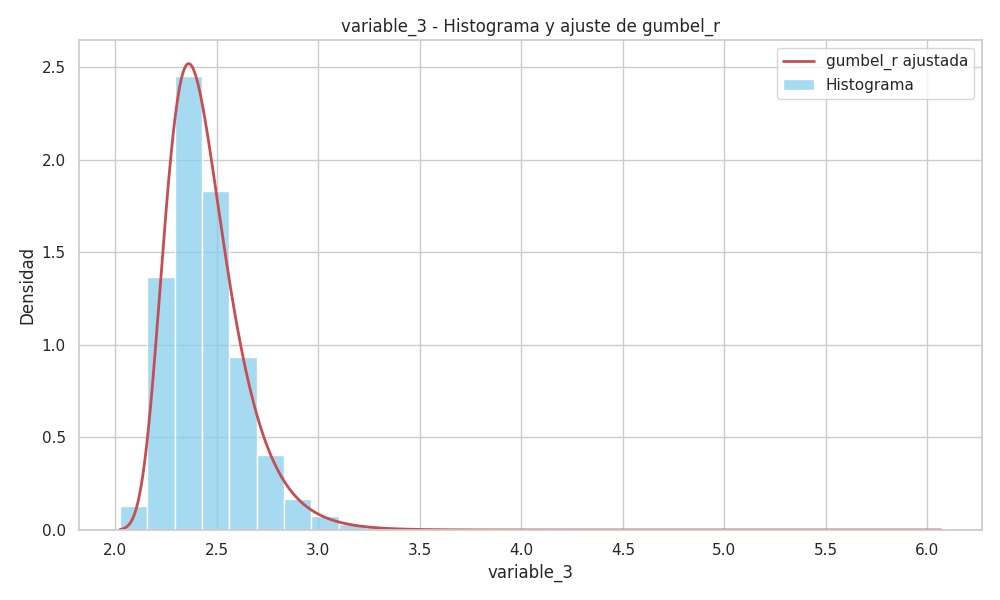 variable_3 - Histograma y ajuste de gumbel_r
gumbel_r ajustada
Histograma
Densidad
2.5
2.0
1.5
1.0
0.5
0.0
2.0 2.5 3.0 3.5 4.0 4.5 5.0 5.5 6.0
variable_3